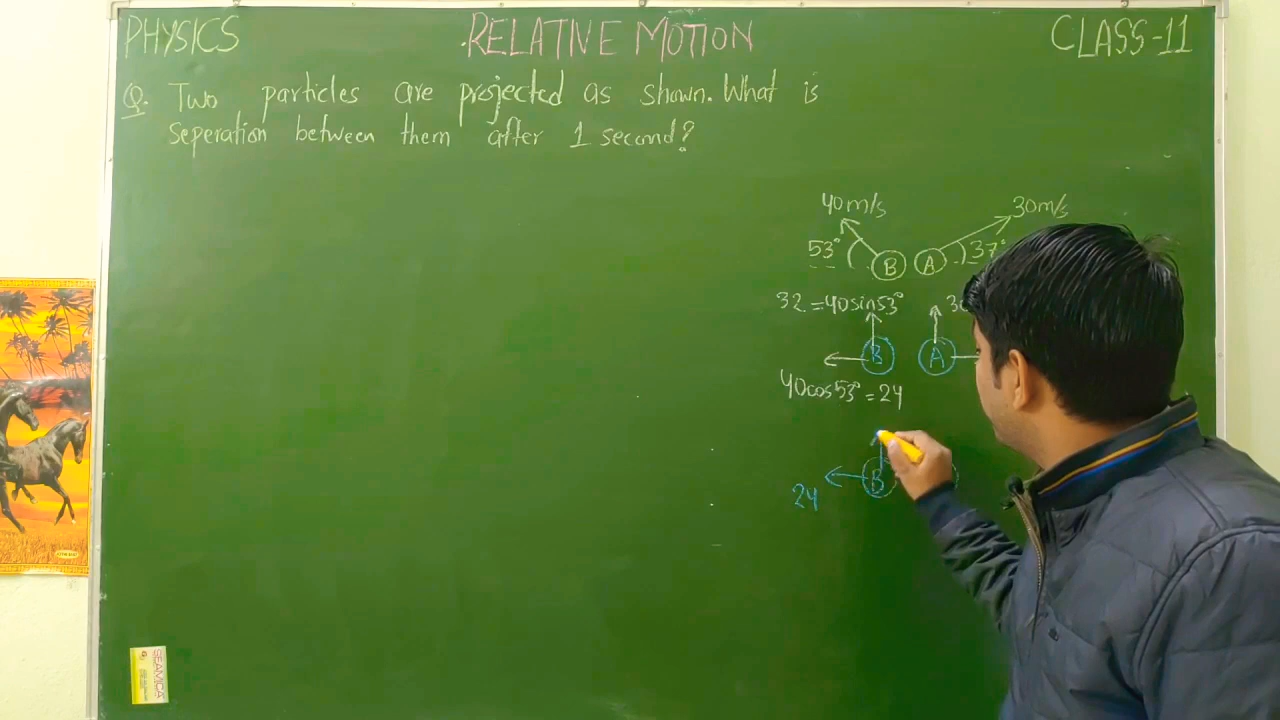 PHYSICS
RELATIVE MOTION
CLASS-11
Q. Two particles are projected as shown. What is
seperation between them after 1 second?
40m/s
30m/s
53°
B
A
37°
32 = 40sin53°
B
A
40cos53° = 24
B
24
SEAMICA